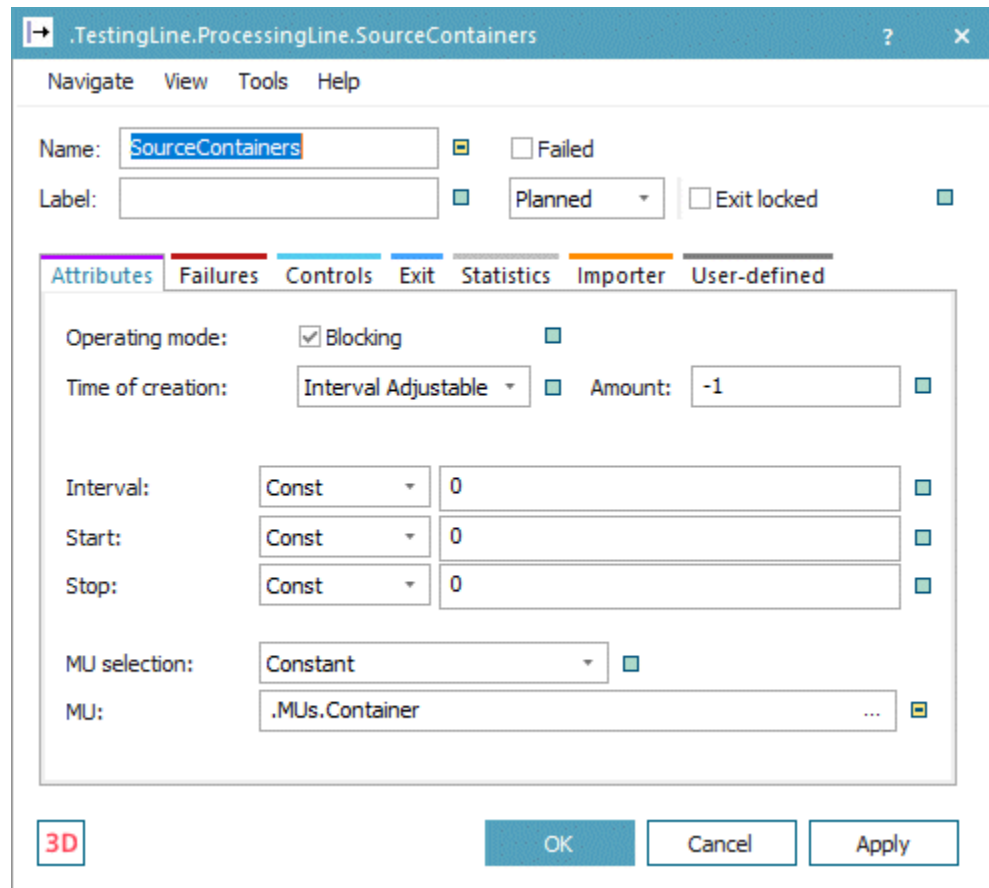 .TestingLine.ProcessingLine.SourceContainers ? ×
Navigate View Tools Help
Name: SourceContainers Failed
Label: Planned Exit locked
Attributes Failures Controls Exit Statistics Importer User-defined
Operating mode: Blocking
Time of creation: Interval Adjustable Amount: -1
Interval: Const 0
Start: Const 0
Stop: Const 0
MU selection: Constant
MU: .MUs.Container ...
3D OK Cancel Apply